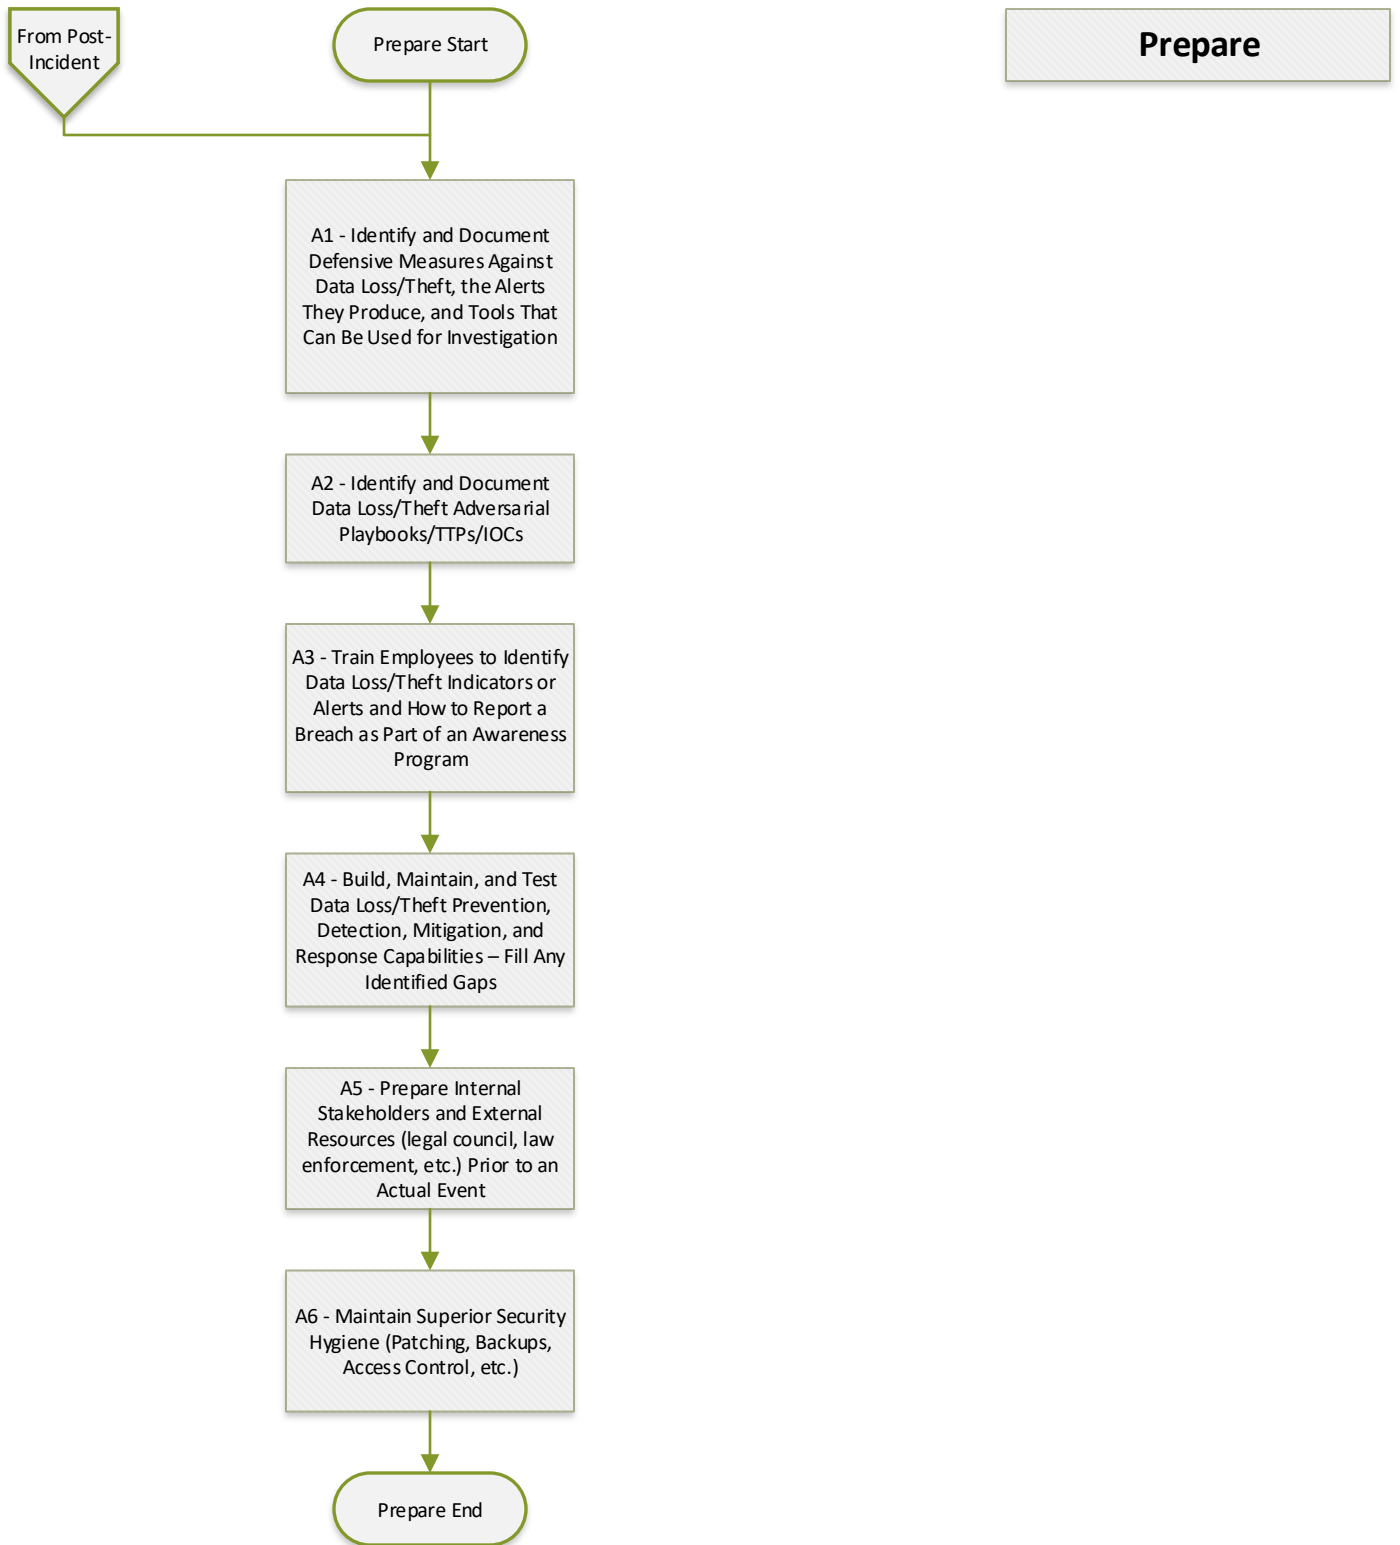 From Post-
Incident
Prepare Start
Prepare
A1 - Identify and Document
Defensive Measures Against
Data Loss/Theft, the Alerts
They Produce, and Tools That
Can Be Used for Investigation
A2 - Identify and Document
Data Loss/Theft Adversarial
Playbooks/TTPs/IOCs
A3 - Train Employees to Identify
Data Loss/Theft Indicators or
Alerts and How to Report a
Breach as Part of an Awareness
Program
A4 - Build, Maintain, and Test
Data Loss/Theft Prevention,
Detection, Mitigation, and
Response Capabilities – Fill Any
Identified Gaps
A5 - Prepare Internal
Stakeholders and External
Resources (legal council, law
enforcement, etc.) Prior to an
Actual Event
A6 - Maintain Superior Security
Hygiene (Patching, Backups,
Access Control, etc.)
Prepare End